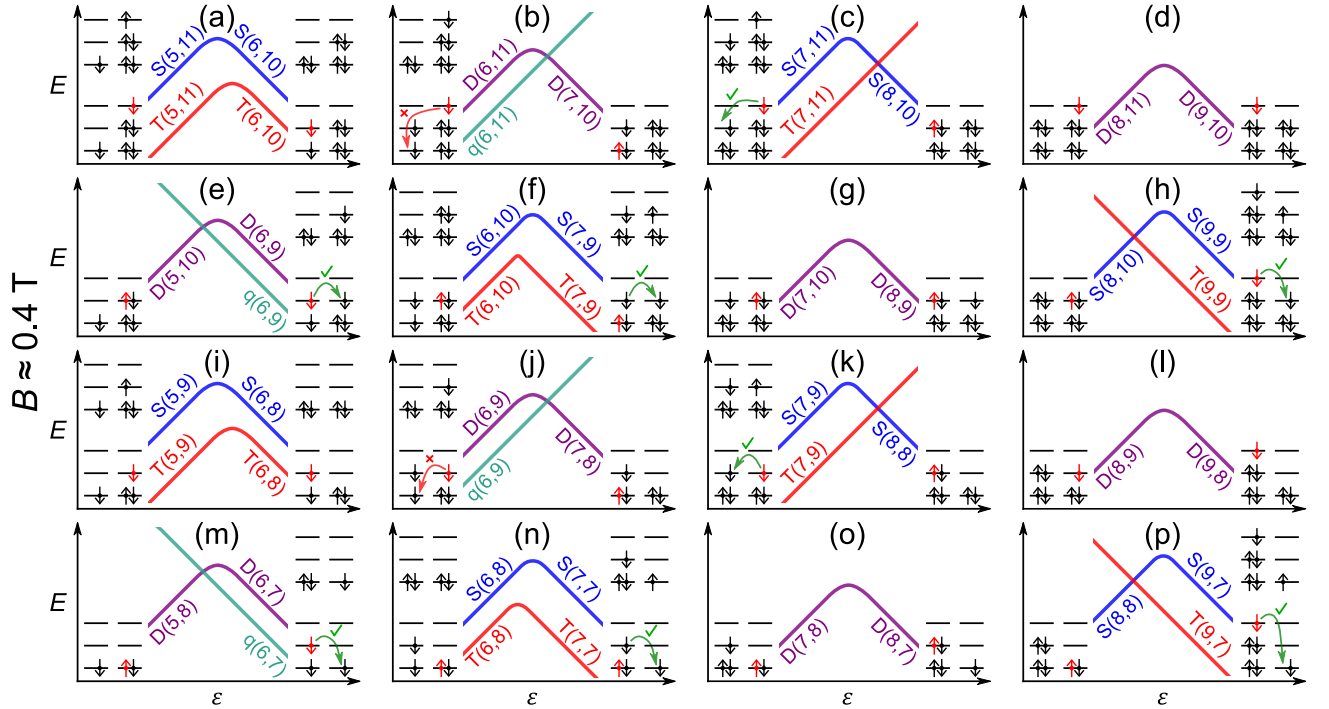 B ≈ 0.4 T
(a)
E
S(5,11)
S(6,10)
T(5,11)
T(6,10)
(b)
D(6,11)
D(7,10)
q(6,11)
×
(c)
S(7,11)
S(8,10)
T(7,11)
✓
(d)
D(8,11)
D(9,10)
(e)
E
D(5,10)
D(6,9)
q(6,9)
✓
(f)
S(6,10)
S(7,9)
T(6,10)
T(7,9)
✓
(g)
D(7,10)
D(8,9)
(h)
S(8,10)
S(9,9)
T(9,9)
✓
(i)
E
S(5,9)
S(6,8)
T(5,9)
T(6,8)
(j)
D(6,9)
D(7,8)
q(6,9)
×
(k)
S(7,9)
S(8,8)
T(7,9)
✓
(l)
D(8,9)
D(9,8)
(m)
E
D(5,8)
D(6,7)
q(6,7)
✓
ε
(n)
S(6,8)
S(7,7)
T(6,8)
T(7,7)
✓
ε
(o)
D(7,8)
D(8,7)
ε
(p)
S(8,8)
S(9,7)
T(9,7)
✓
ε